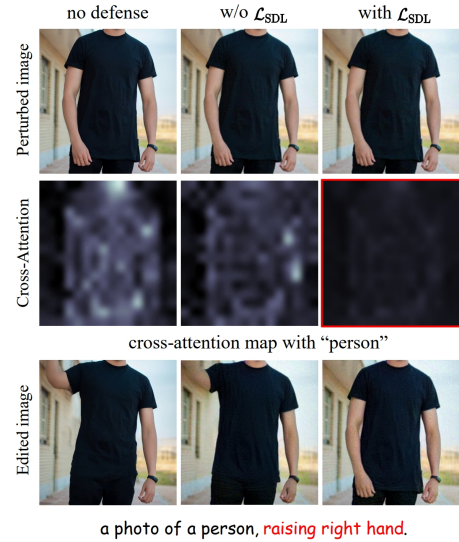 no defense w/o ℒSDL with ℒSDL
Perturbed image
Cross-Attention
cross-attention map with “person”
Edited image
a photo of a person, raising right hand.